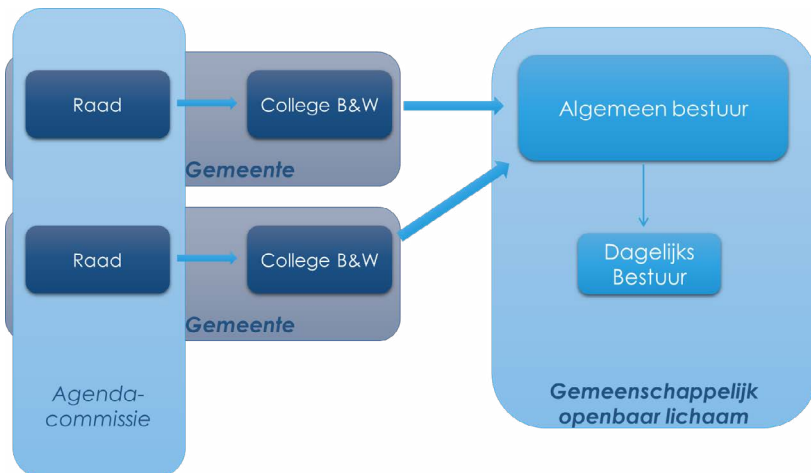 Raad
College B&W
Gemeente
Raad
College B&W
Gemeente
Agenda-
commissie
Algemeen bestuur
Dagelijks
Bestuur
Gemeenschappelijk
openbaar lichaam